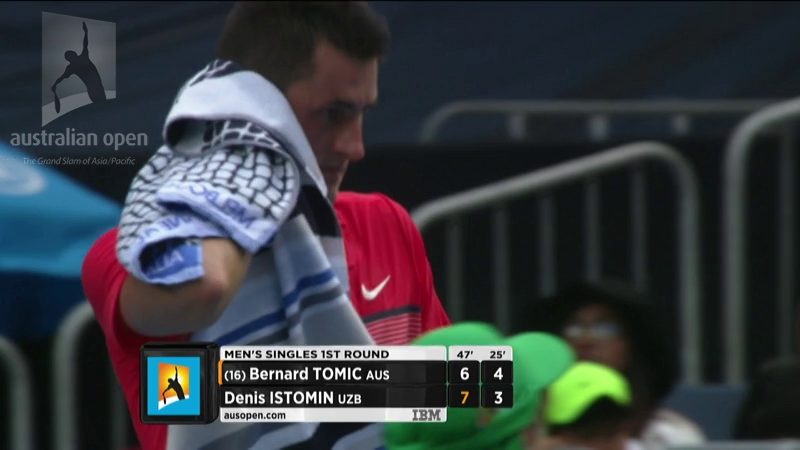 australian open
The Grand Slam of Asia/Pacific
MEN'S SINGLES 1ST ROUND 47' 25'
(16) Bernard TOMIC AUS 6 4
Denis ISTOMIN UZB 7 3
ausopen.com IBM